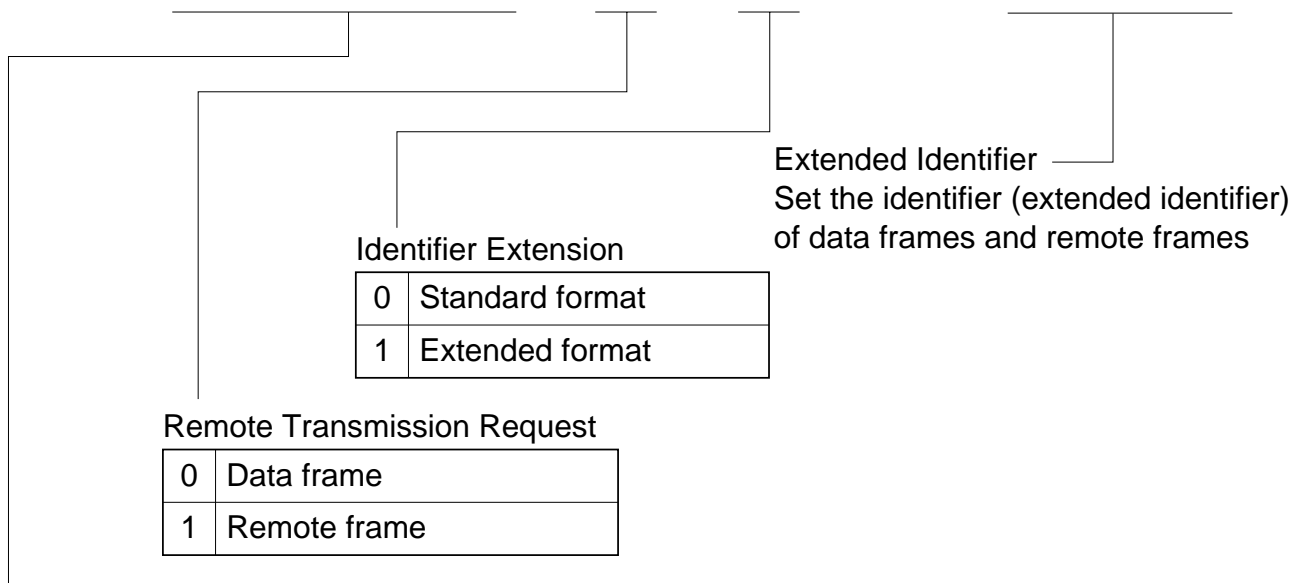 Extended Identifier
Set the identifier (extended identifier)
of data frames and remote frames
Identifier Extension
0 Standard format
1 Extended format
Remote Transmission Request
0 Data frame
1 Remote frame